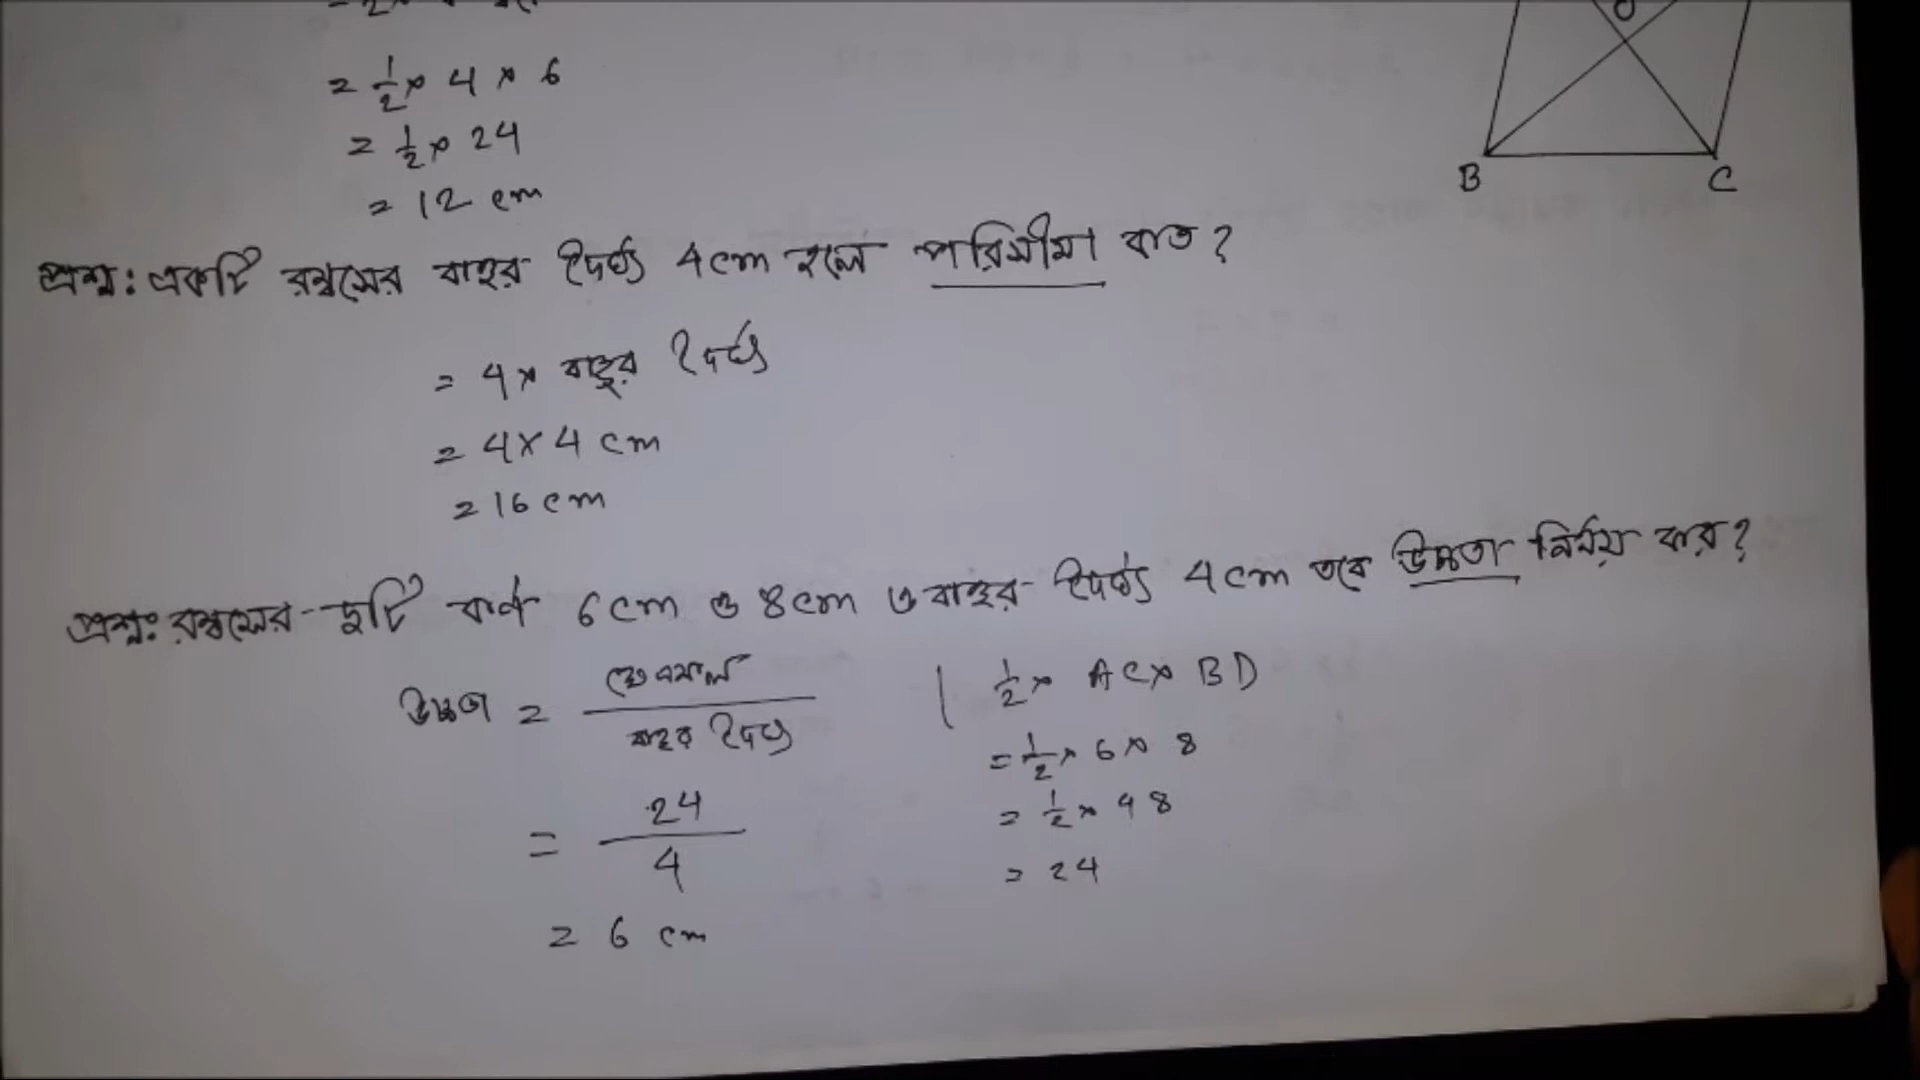 = 1/2 × 4 × 6
= 1/2 × 24
= 12 cm
O
B
C
প্রশ্ন: একটি রম্বসের বাহুর দৈর্ঘ্য 4cm হলে পরিসীমা কত?
= 4 × বাহুর দৈর্ঘ্য
= 4 × 4 cm
= 16 cm
প্রশ্ন: রম্বসের দুটি কর্ণ 6cm ও 8cm ও বাহুর দৈর্ঘ্য 4cm তবে উচ্চতা নির্ণয় কর?
উচ্চতা = ক্ষেত্রফল / বাহুর দৈর্ঘ্য
= 24 / 4
= 6 cm
1/2 × AC × BD
= 1/2 × 6 × 8
= 1/2 × 48
= 24